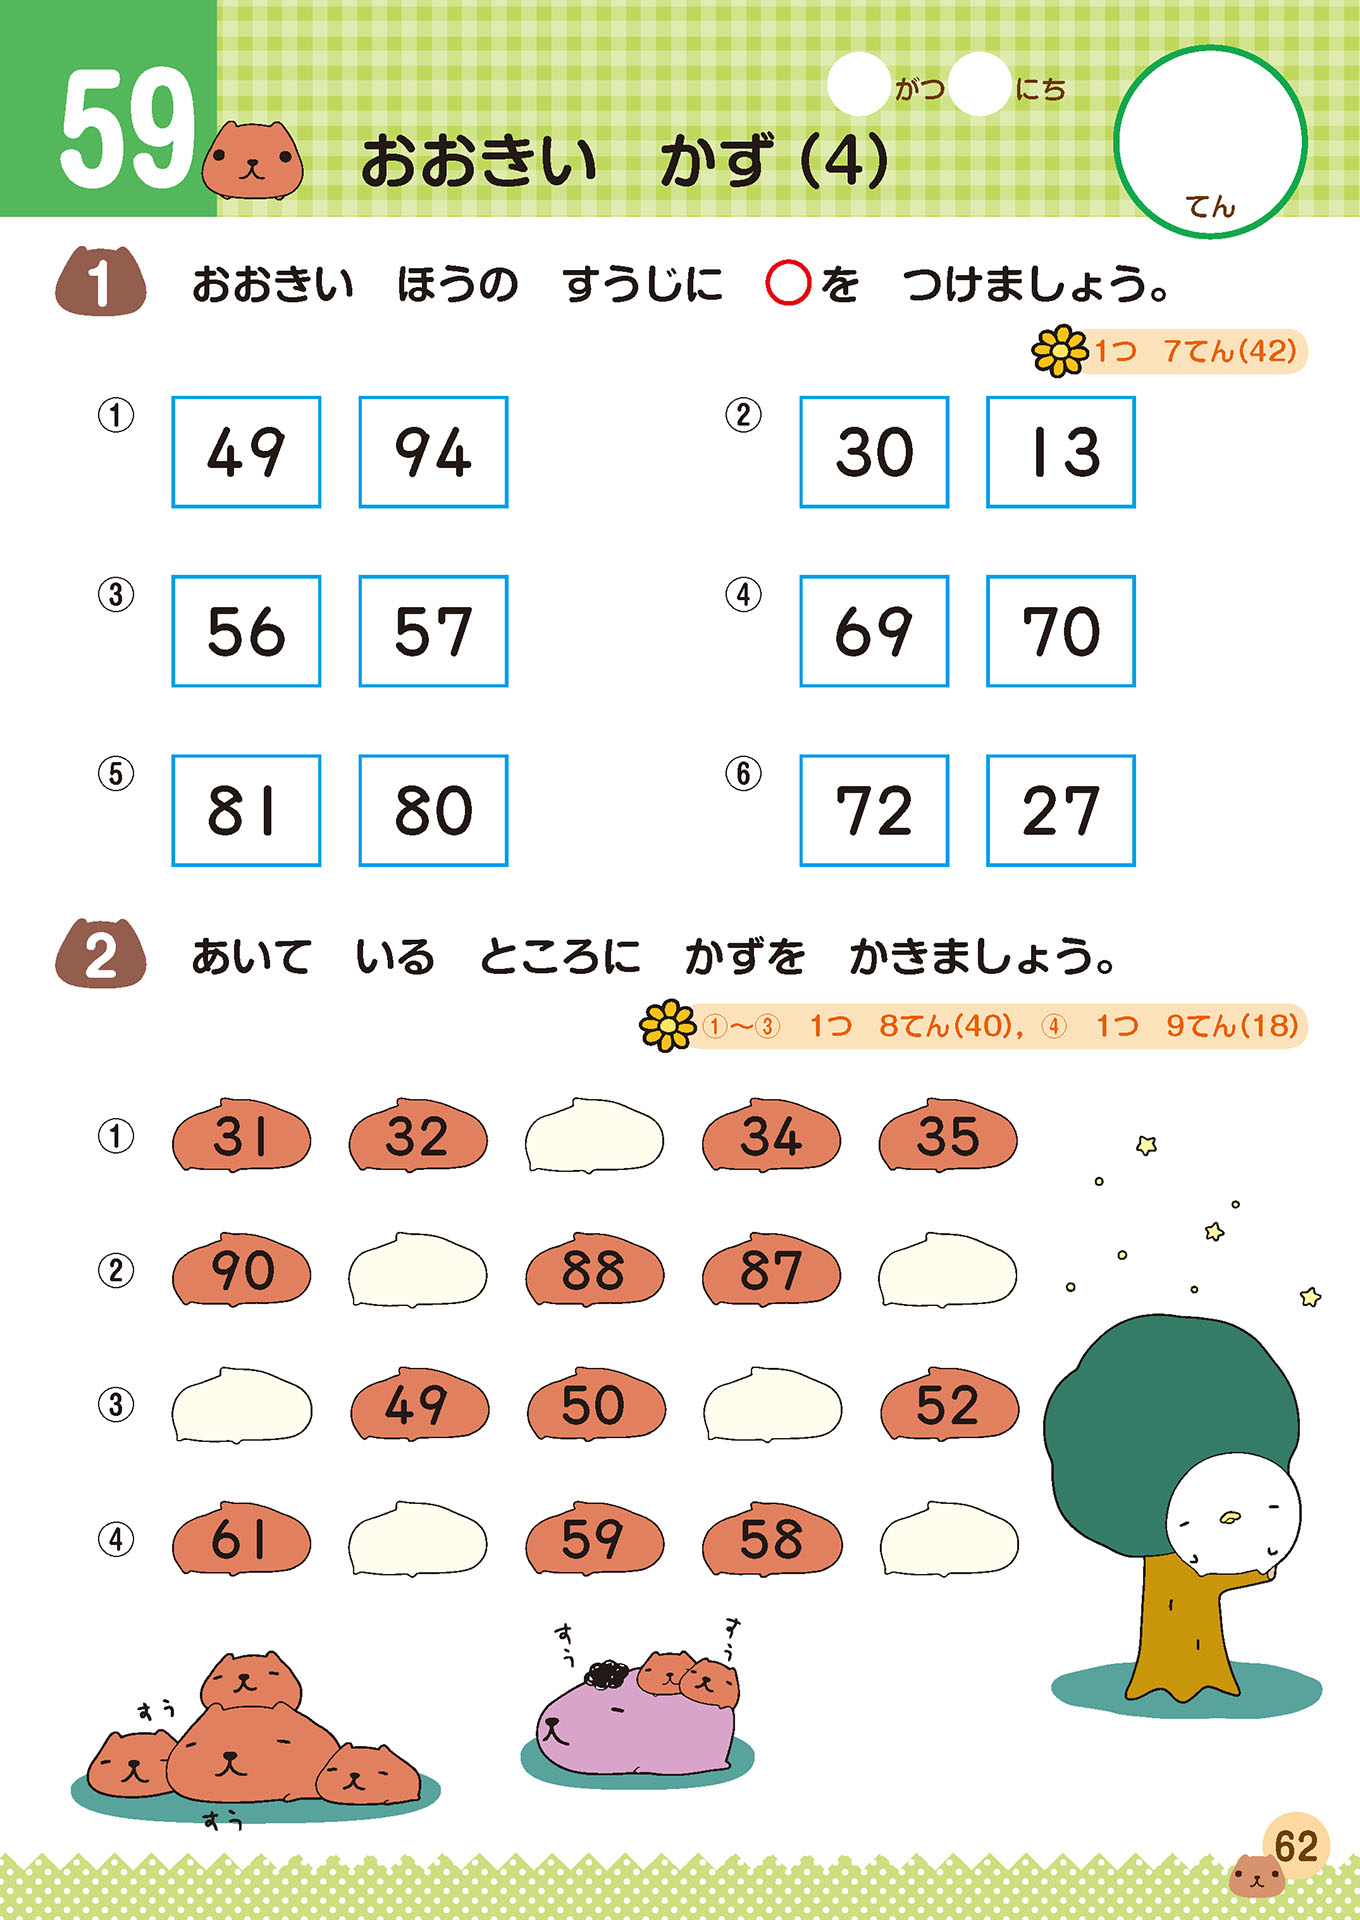 59
がつ にち
おおきい かず(4)
てん
1 おおきい ほうの すうじに ○を つけましょう。
1つ 7てん(42)
① 49 94
② 30 13
③ 56 57
④ 69 70
⑤ 81 80
⑥ 72 27
2 あいて いる ところに かずを かきましょう。
①～③ 1つ 8てん(40), ④ 1つ 9てん(18)
① 31 32 34 35
② 90 88 87
③ 49 50 52
④ 61 59 58
すう
すう
すう
すう
62